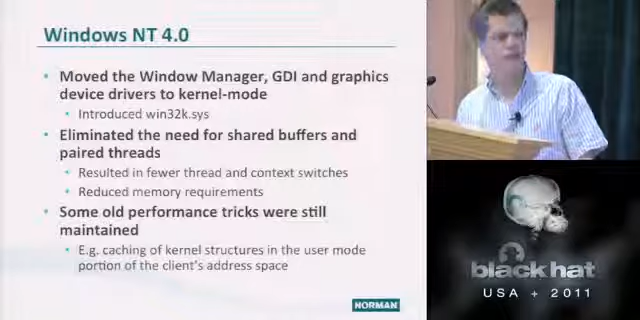 Windows NT 4.0
• Moved the Window Manager, GDI and graphics
device drivers to kernel-mode
• Introduced win32k.sys
• Eliminated the need for shared buffers and
paired threads
• Resulted in fewer thread and context switches
• Reduced memory requirements
• Some old performance tricks were still
maintained
• E.g. caching of kernel structures in the user mode
portion of the client's address space
NORMAN
black hat
USA + 2011